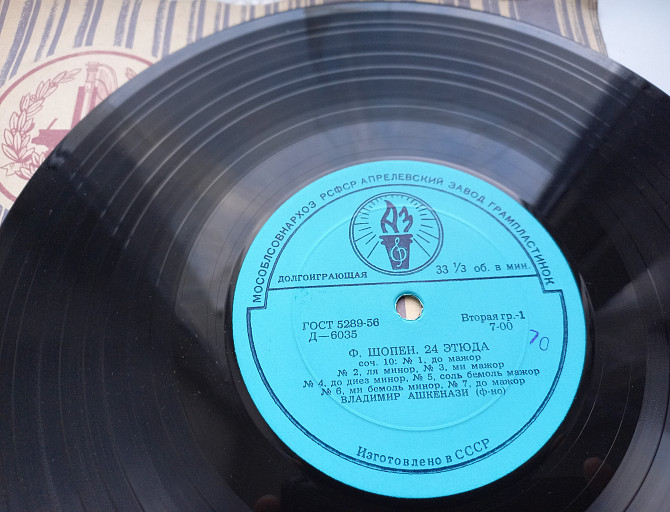 МОСОБЛСОВНАРХОЗ РСФСР АПРЕЛЕВСКИЙ ЗАВОД ГРАМПЛАСТИНОК
АЗ
ДОЛГОИГРАЮЩАЯ 33 1/3 об. в мин.
ГОСТ 5289-56 Вторая гр.-1
Д—6035 7-00
70
Ф. ШОПЕН. 24 ЭТЮДА
соч. 10: № 1, до мажор
№ 2, ля минор, № 3, ми мажор
№ 4, до диез минор, № 5, соль бемоль мажор
№ 6, ми бемоль минор, № 7, до мажор
ВЛАДИМИР АШКЕНАЗИ (ф-но)
Изготовлено в СССР